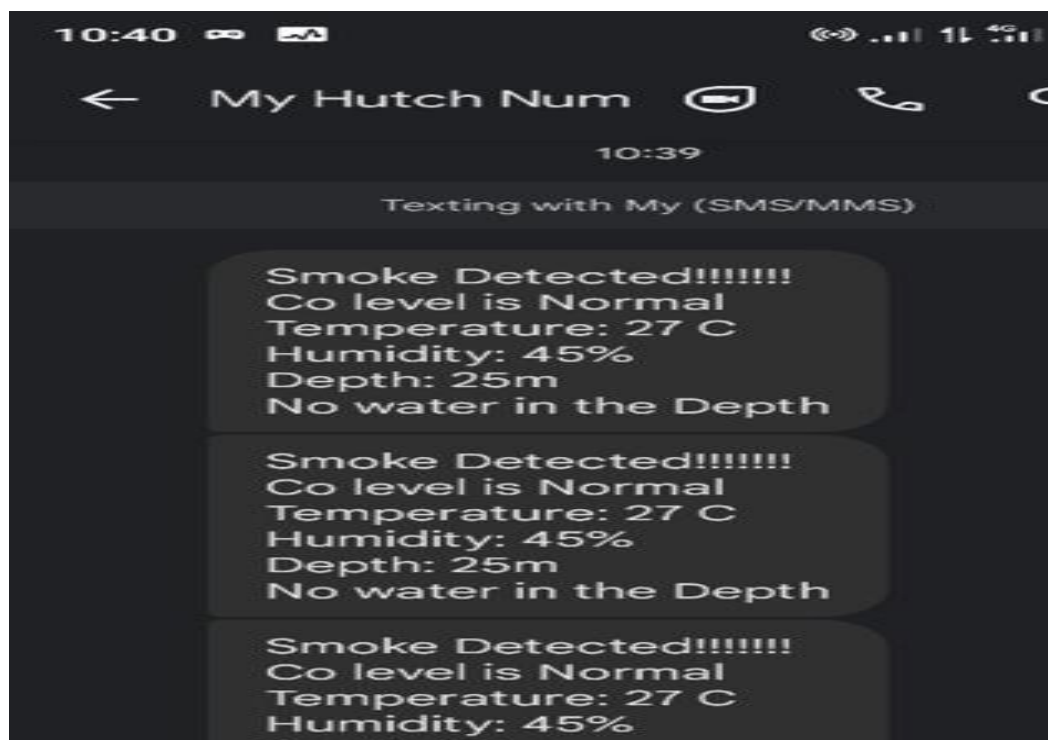 10:40
4G
My Hutch Num
10:39
Texting with My (SMS/MMS)
Smoke Detected!!!!!!!!
Co level is Normal
Temperature: 27 C
Humidity: 45%
Depth: 25m
No water in the Depth
Smoke Detected!!!!!!!!
Co level is Normal
Temperature: 27 C
Humidity: 45%
Depth: 25m
No water in the Depth
Smoke Detected!!!!!!!!
Co level is Normal
Temperature: 27 C
Humidity: 45%